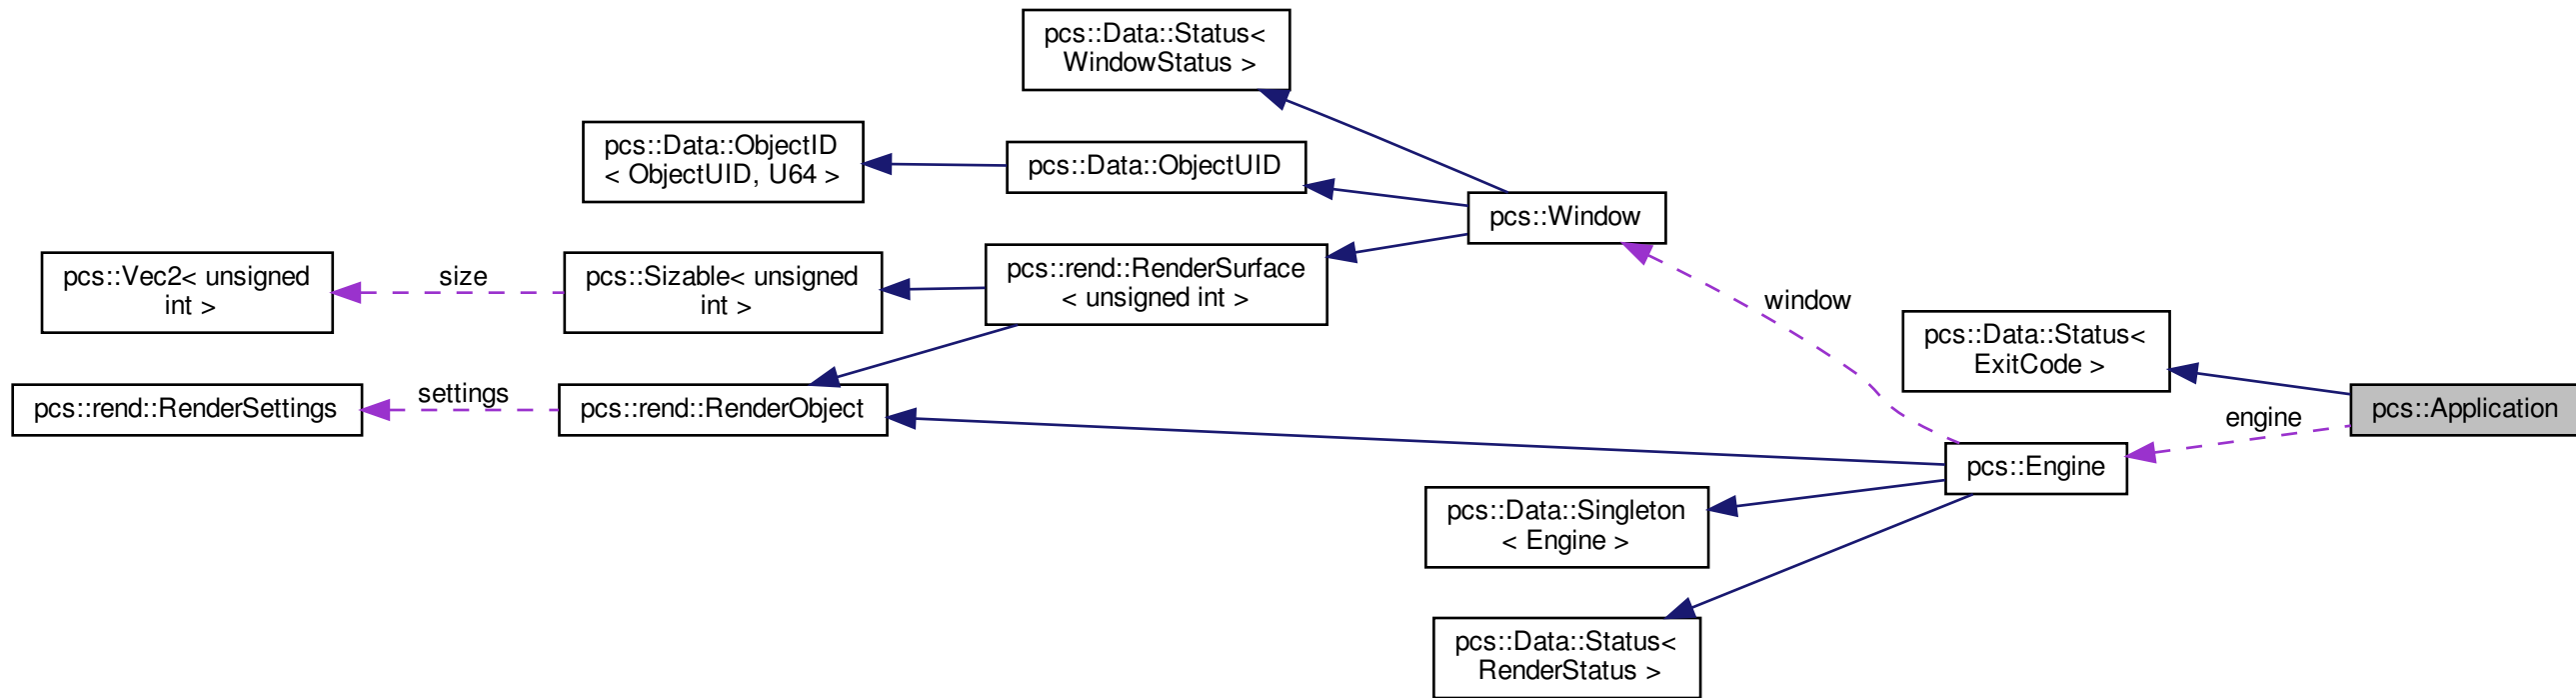 pcs::Data::Status<
WindowStatus >
pcs::Data::ObjectID
< ObjectUID, U64 >
pcs::Data::ObjectUID
pcs::Window
pcs::Vec2< unsigned
int >
size
pcs::Sizable< unsigned
int >
pcs::rend::RenderSurface
< unsigned int >
window
pcs::Data::Status<
ExitCode >
pcs::rend::RenderSettings
settings
pcs::rend::RenderObject
engine
pcs::Application
pcs::Engine
pcs::Data::Singleton
< Engine >
pcs::Data::Status<
RenderStatus >